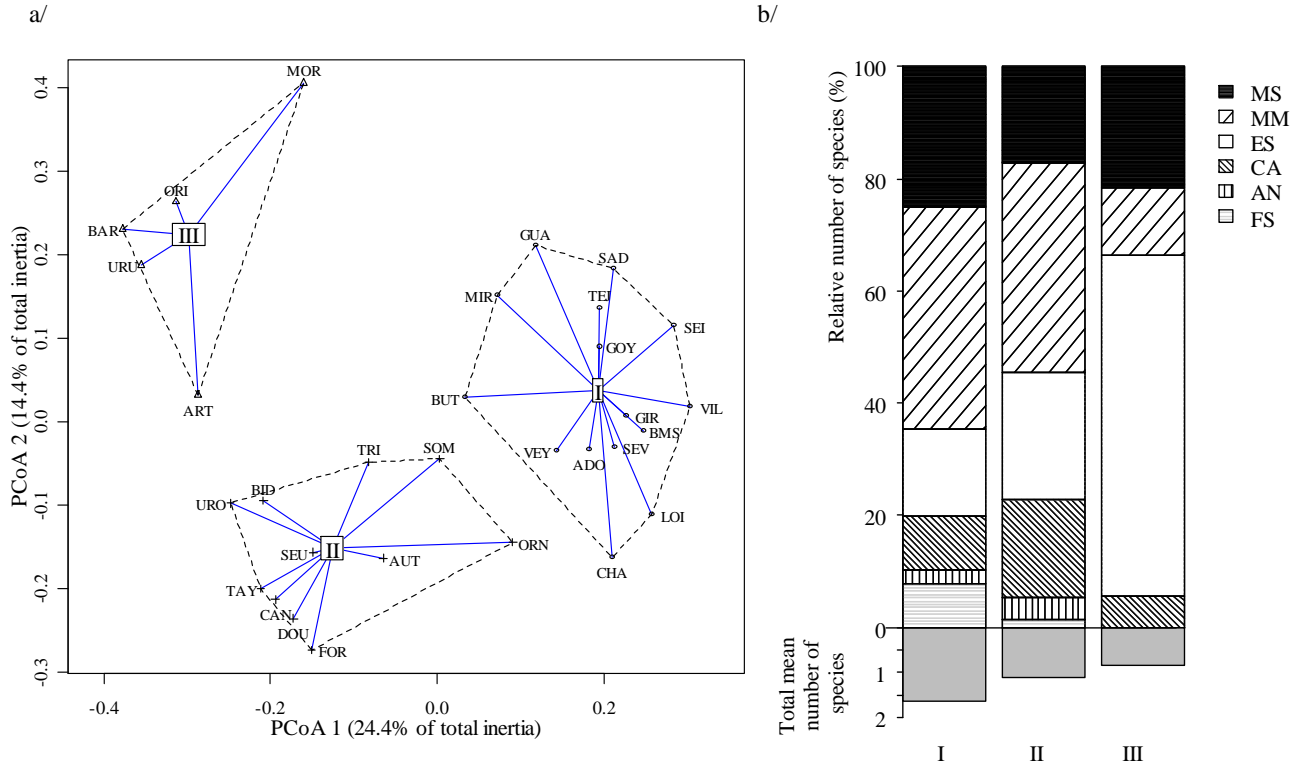 a/
b/
PCoA 2 (14.4% of total inertia)
0.4
0.3
0.2
0.1
0.0
-0.1
-0.2
-0.3
MOR
ORI
BAR
III
URU
ART
GUA
SAD
MIR
TEJ
SEI
GOY
I
BUT
VIL
GIR
BMS
VEY
SEV
ADO
LOI
CHA
TRI
SOM
BID
URO
II
SEU
AUT
ORN
TAY
CAN
DOU
FOR
-0.4
-0.2
0.0
0.2
PCoA 1 (24.4% of total inertia)
Relative number of species (%)
100
80
60
40
20
0
1
2
Total mean
number of
species
I
II
III
MS
MM
ES
CA
AN
FS